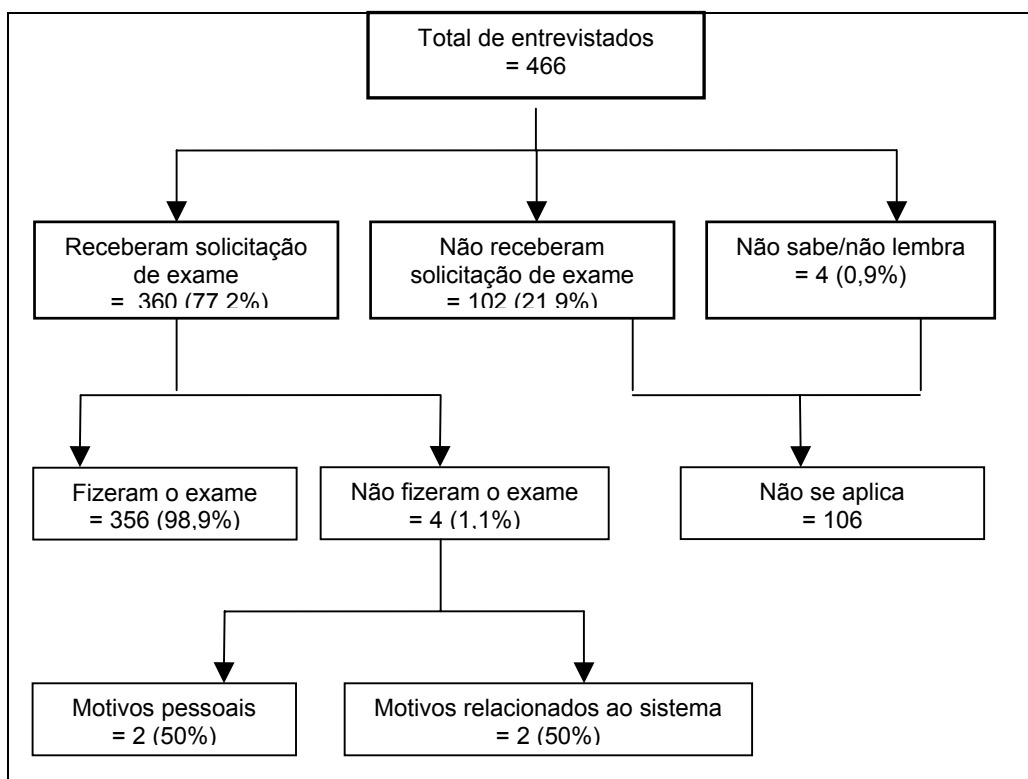 Total de entrevistados
= 466
Receberam solicitação
de exame
= 360 (77,2%)
Não receberam
solicitação de exame
= 102 (21,9%)
Não sabe/não lembra
= 4 (0,9%)
Fizeram o exame
= 356 (98,9%)
Não fizeram o exame
= 4 (1,1%)
Não se aplica
= 106
Motivos pessoais
= 2 (50%)
Motivos relacionados ao sistema
= 2 (50%)